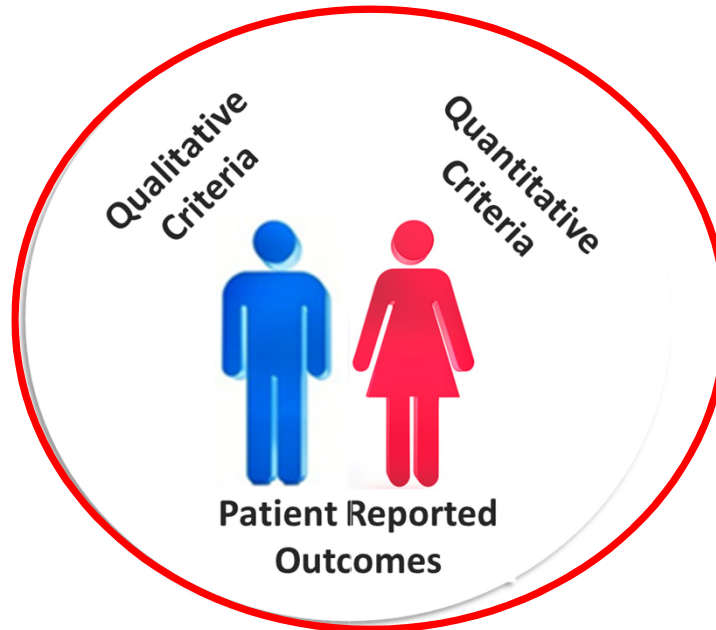 Qualitative
Criteria
Quantitative
Criteria
Patient Reported
Outcomes